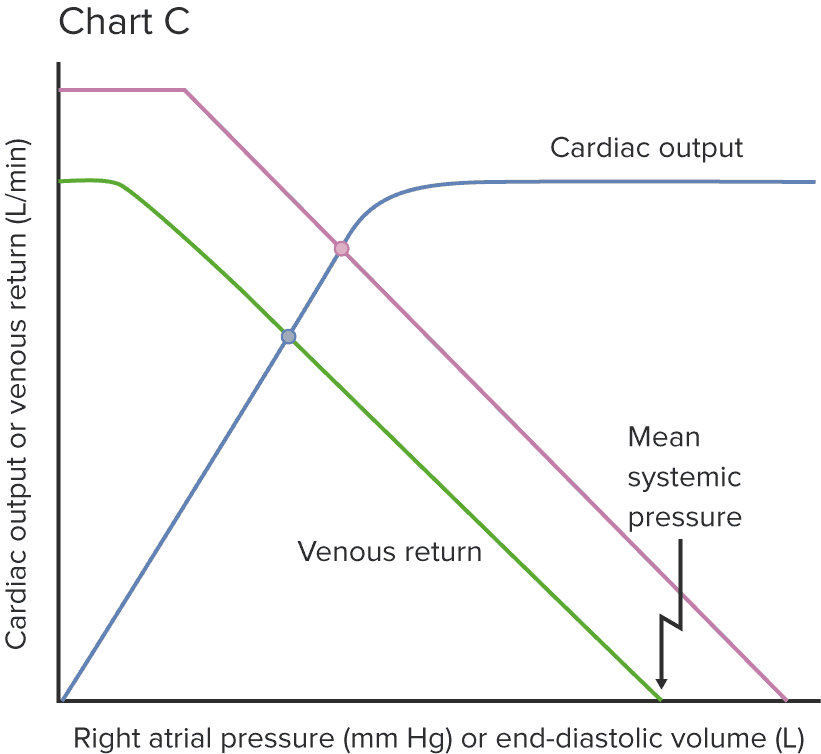 Chart C
Cardiac output or venous return (L/min)
Cardiac output
Mean
systemic
pressure
Venous return
Right atrial pressure (mm Hg) or end-diastolic volume (L)